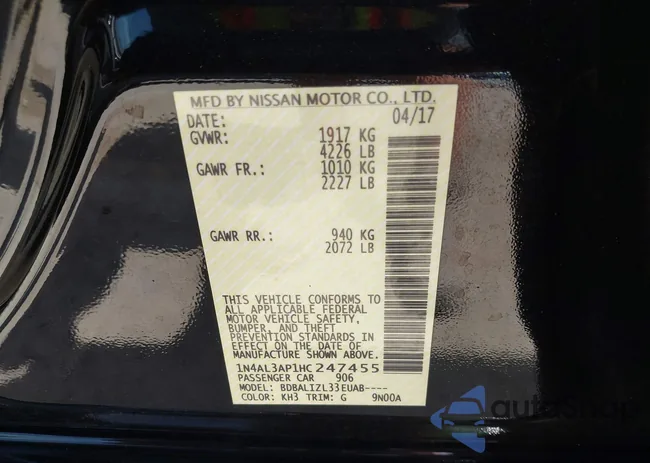 MFD BY NISSAN MOTOR CO., LTD.
DATE: 04/17
GVWR: 1917 KG
4226 LB
GAWR FR.: 1010 KG
2227 LB
GAWR RR.: 940 KG
2072 LB
THIS VEHICLE CONFORMS TO
ALL APPLICABLE FEDERAL
MOTOR VEHICLE SAFETY,
BUMPER, AND THEFT
PREVENTION STANDARDS
IN EFFECT ON THE DATE OF
MANUFACTURE SHOWN ABOVE.
1N4AL3AP1HC247455
PASSENGER CAR 906
MODEL: BDBALIZL33EUAB----
COLOR: KH3 TRIM: G 9N00A
autoshop